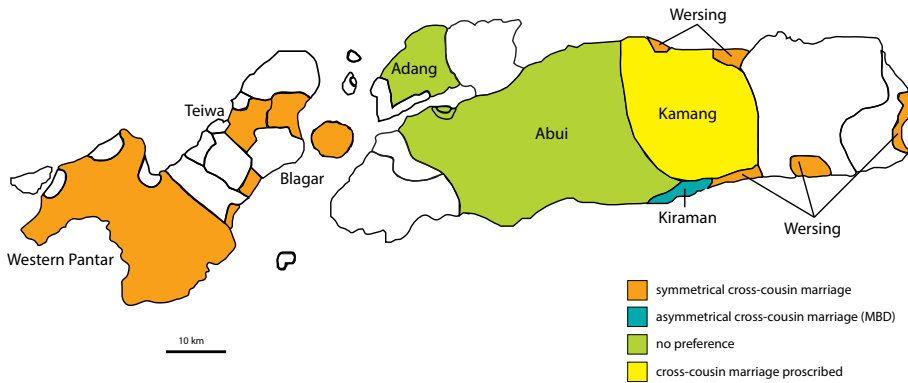 Wersing
Adang
Teiwa
Kamang
Abui
Blagar
Kiraman
Wersing
Western Pantar
symmetrical cross-cousin marriage
asymmetrical cross-cousin marriage (MBD)
no preference
cross-cousin marriage proscribed
10 km